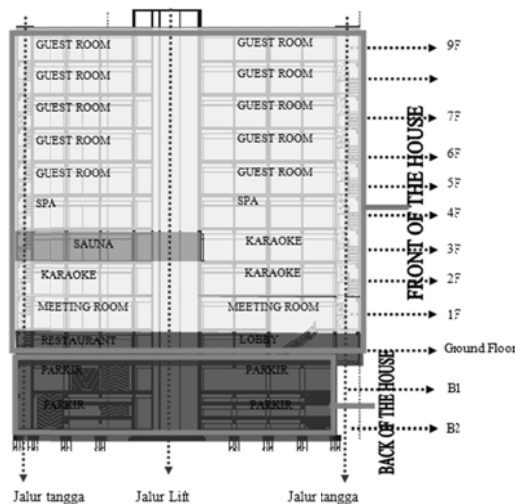 GUEST ROOM GUEST ROOM 9F
GUEST ROOM GUEST ROOM
GUEST ROOM GUEST ROOM 7F
GUEST ROOM GUEST ROOM 6F
GUEST ROOM GUEST ROOM 5F
SPA SPA 4F
SAUNA KARAOKE 3F
KARAOKE KARAOKE 2F
MEETING ROOM MEETING ROOM 1F
RESTAURANT LOBBY Ground Floor
PARKIR PARKIR B1
PARKIR PARKIR B2
FRONT OF THE HOUSE
BACK OF THE HOUSE
Jalur tangga Jalur Lift Jalur tangga